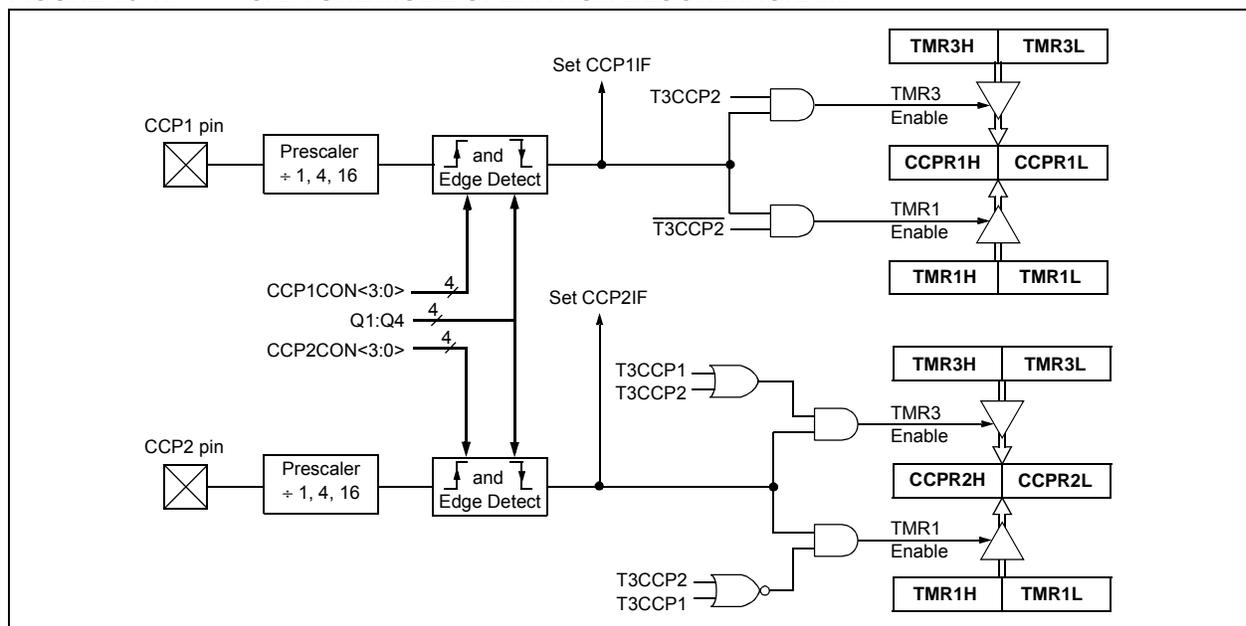 TMR3H TMR3L
Set CCP1IF
T3CCP2
TMR3
Enable
CCP1 pin
Prescaler
÷ 1, 4, 16
and
Edge Detect
CCPR1H CCPR1L
T3CCP2
TMR1
Enable
TMR1H TMR1L
CCP1CON<3:0>
4
Q1:Q4
4
CCP2CON<3:0>
4
Set CCP2IF
TMR3H TMR3L
T3CCP1
T3CCP2
TMR3
Enable
CCP2 pin
Prescaler
÷ 1, 4, 16
and
Edge Detect
CCPR2H CCPR2L
TMR1
Enable
T3CCP2
T3CCP1
TMR1H TMR1L